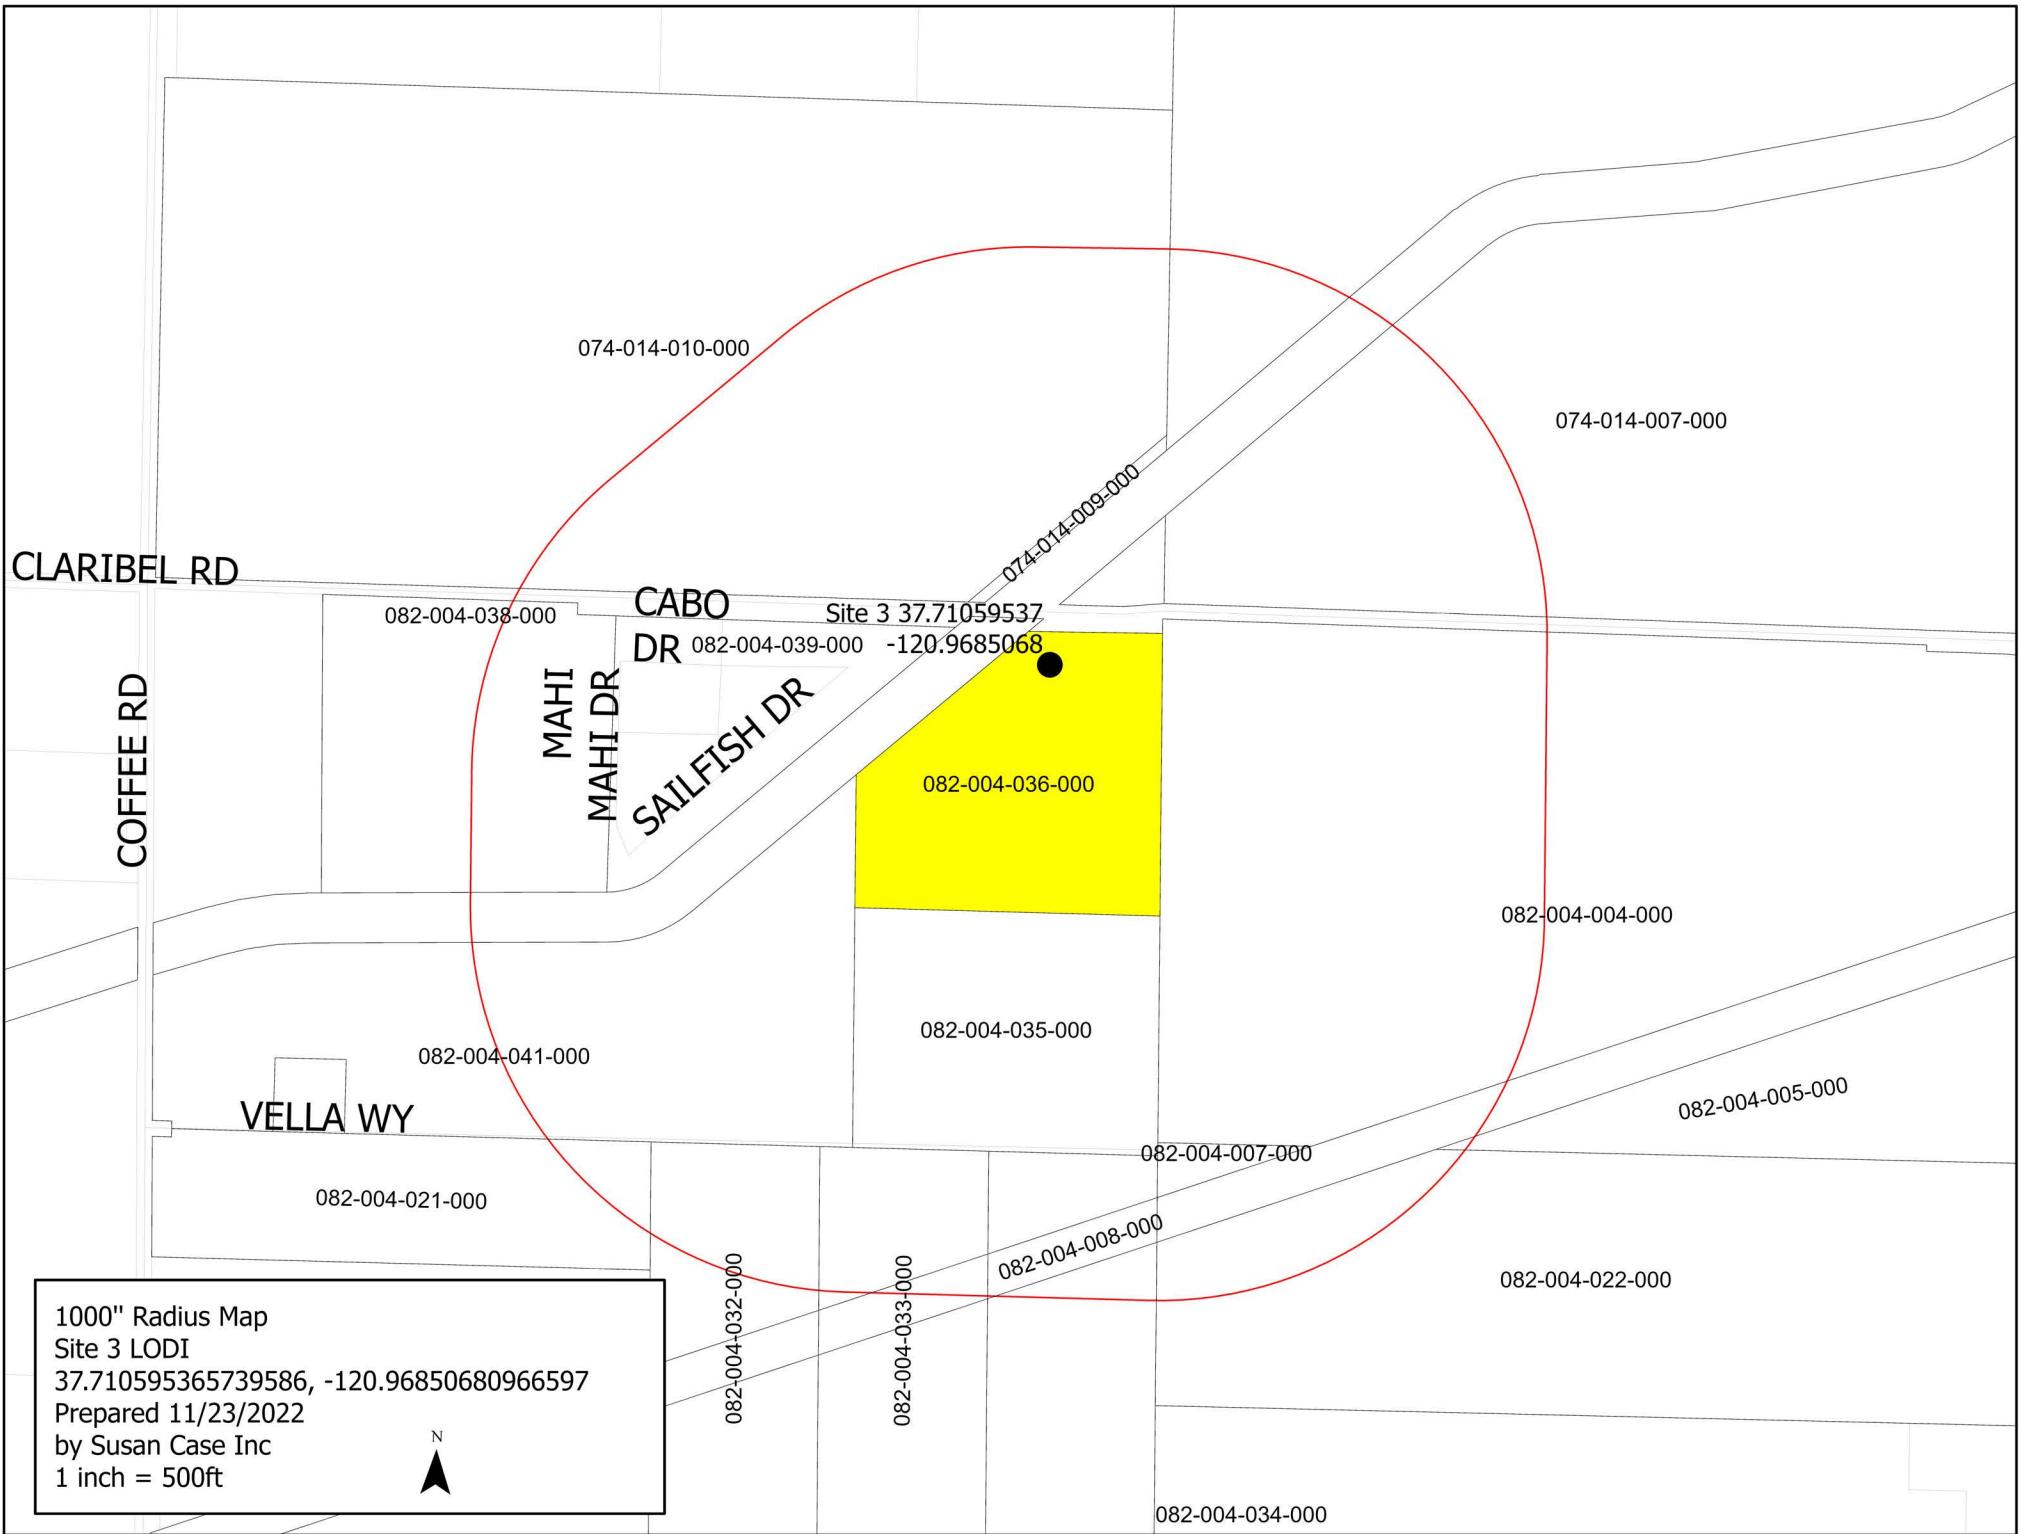 074-014-010-000
074-014-007-000
074-014-009-000
CLARIBEL RD
CABO
DR
Site 3 37.71059537
-120.9685068
082-004-038-000
082-004-039-000
MAHI
MAHI DR
SAILFISH DR
COFFEE RD
082-004-036-000
082-004-004-000
082-004-035-000
082-004-041-000
082-004-005-000
VELLA WY
082-004-007-000
082-004-021-000
082-004-008-000
082-004-032-000
082-004-033-000
082-004-022-000
1000" Radius Map
Site 3 LODI
37.710595365739586, -120.96850680966597
Prepared 11/23/2022
by Susan Case Inc
1 inch = 500ft
N
082-004-034-000